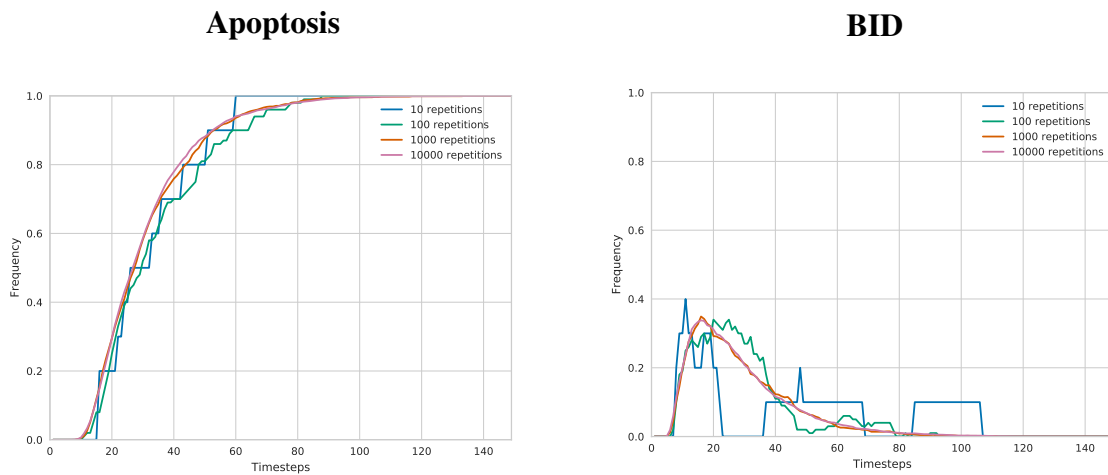 Apoptosis
1.0
0.8
0.6
0.4
0.2
0.0
Frequency
0 20 40 60 80 100 120 140
Timesteps
10 repetitions
100 repetitions
1000 repetitions
10000 repetitions
BID
1.0
0.8
0.6
0.4
0.2
0.0
Frequency
0 20 40 60 80 100 120 140
Timesteps
10 repetitions
100 repetitions
1000 repetitions
10000 repetitions